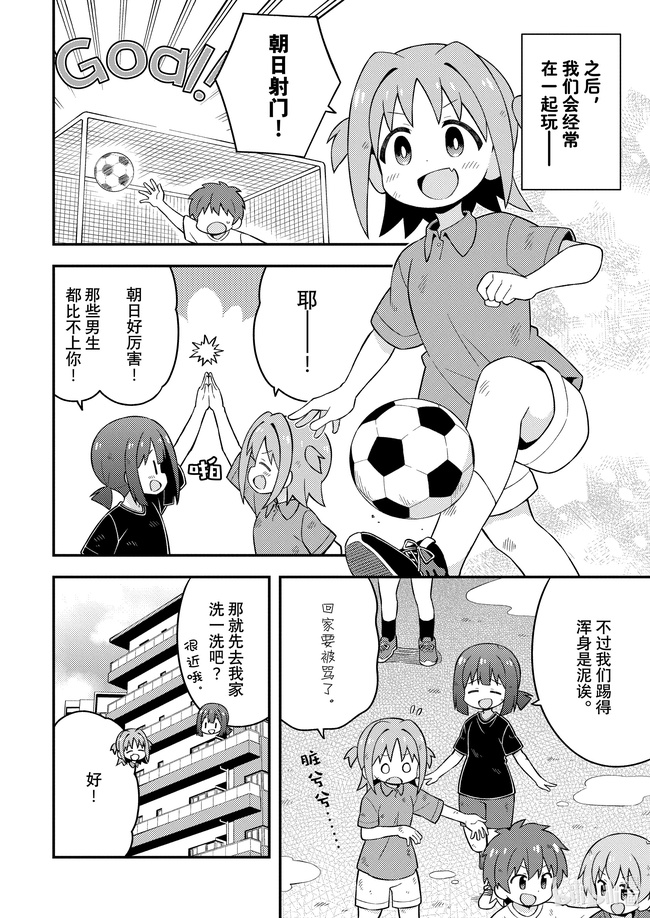 之后，
我们会经常
在一起玩——
朝日射门！
Goal!
耶——！
朝日好厉害！
那些男生
都比不上你！
啪
不过我们踢得
浑身是泥诶。
回家要被骂了。
脏兮兮……
那就先去我家
洗一洗吧？
很近哦。
好！